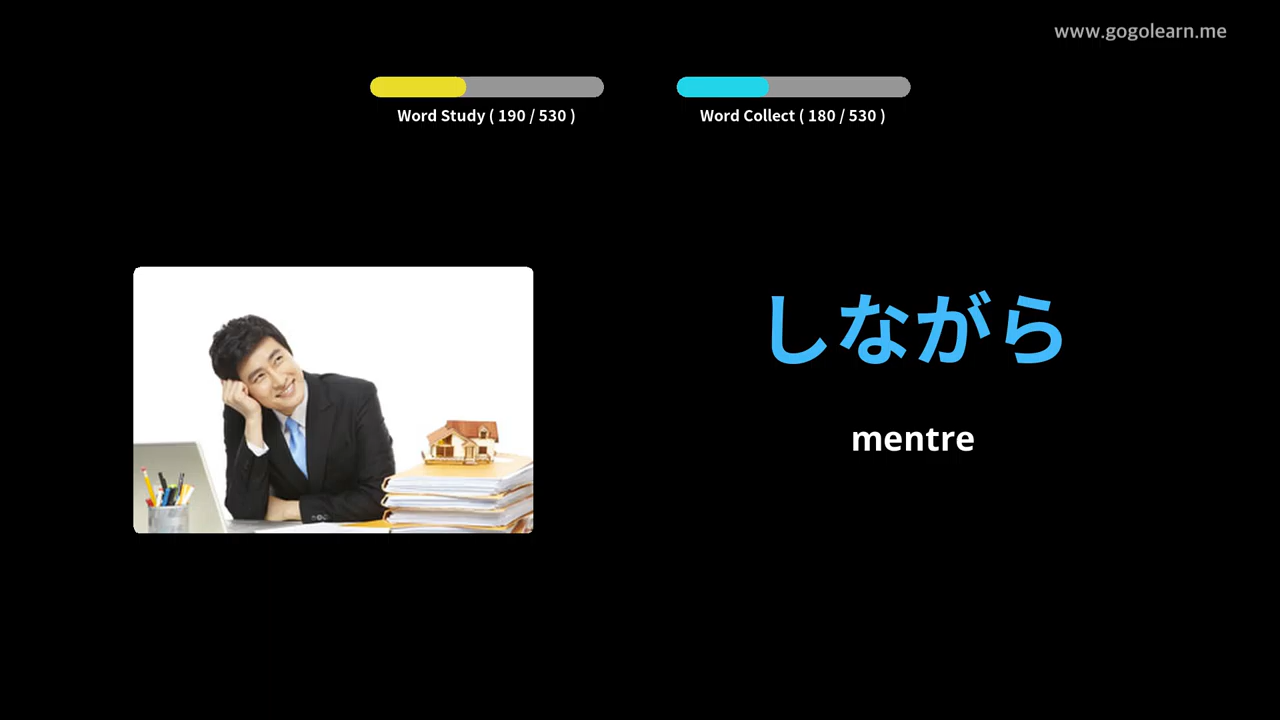 www.gogolearn.me
Word Study ( 190 / 530 )
Word Collect ( 180 / 530 )
しながら
mentre